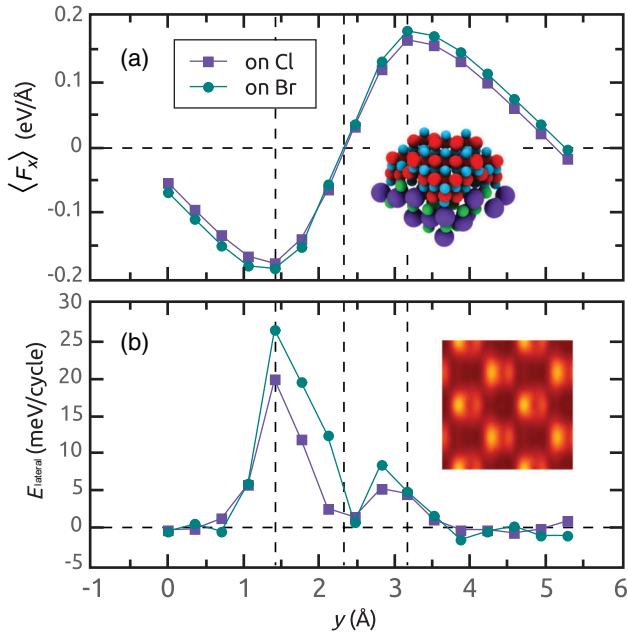 0.2
0.1
0
-0.1
-0.2
⟨Fₓ⟩ (eV/Å)
(a)
on Cl
on Br
30
25
20
15
10
5
0
-5
E lateral (meV/cycle)
(b)
-1 0 1 2 3 4 5 6
y (Å)